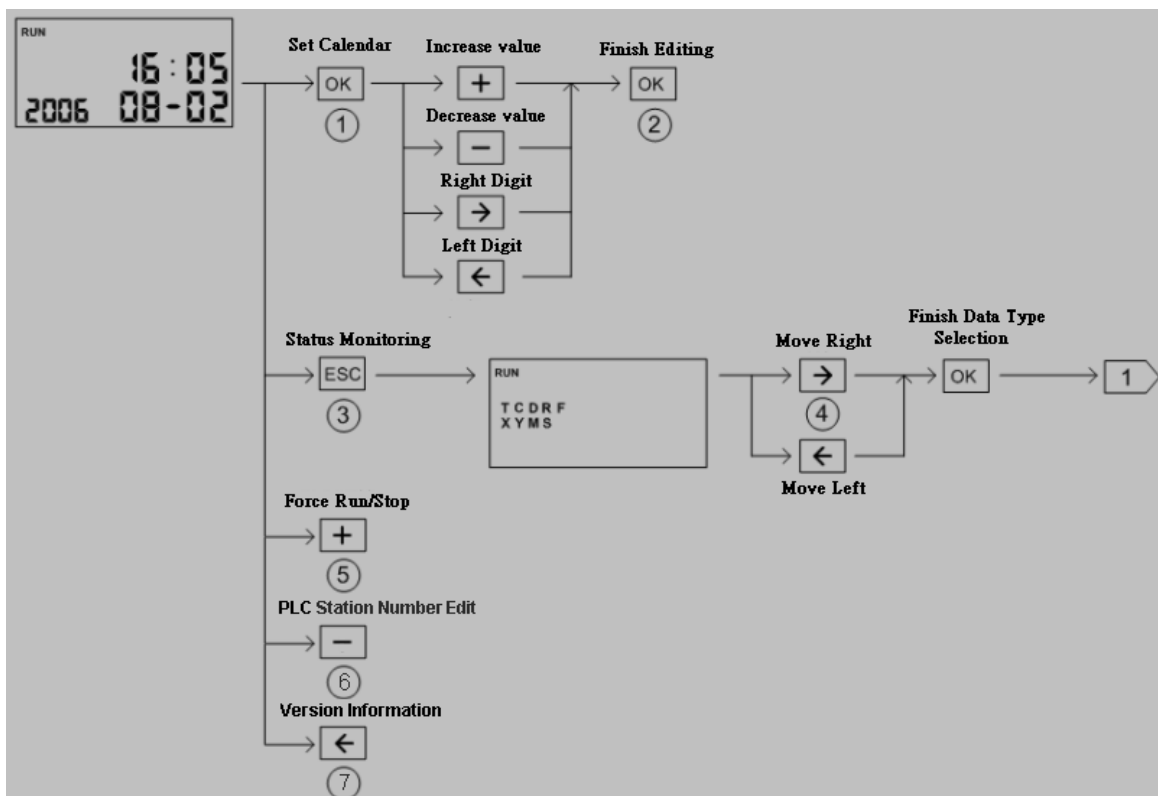 RUN
16:05
2006 08-02
Set Calendar
OK
1
Increase value
+
Decrease value
-
Right Digit
→
Left Digit
←
Finish Editing
OK
2
Status Monitoring
ESC
3
RUN
T C D R F
X Y M S
Move Right
→
4
←
Move Left
Finish Data Type
Selection
OK
1
Force Run/Stop
+
5
PLC Station Number Edit
-
6
Version Information
←
7